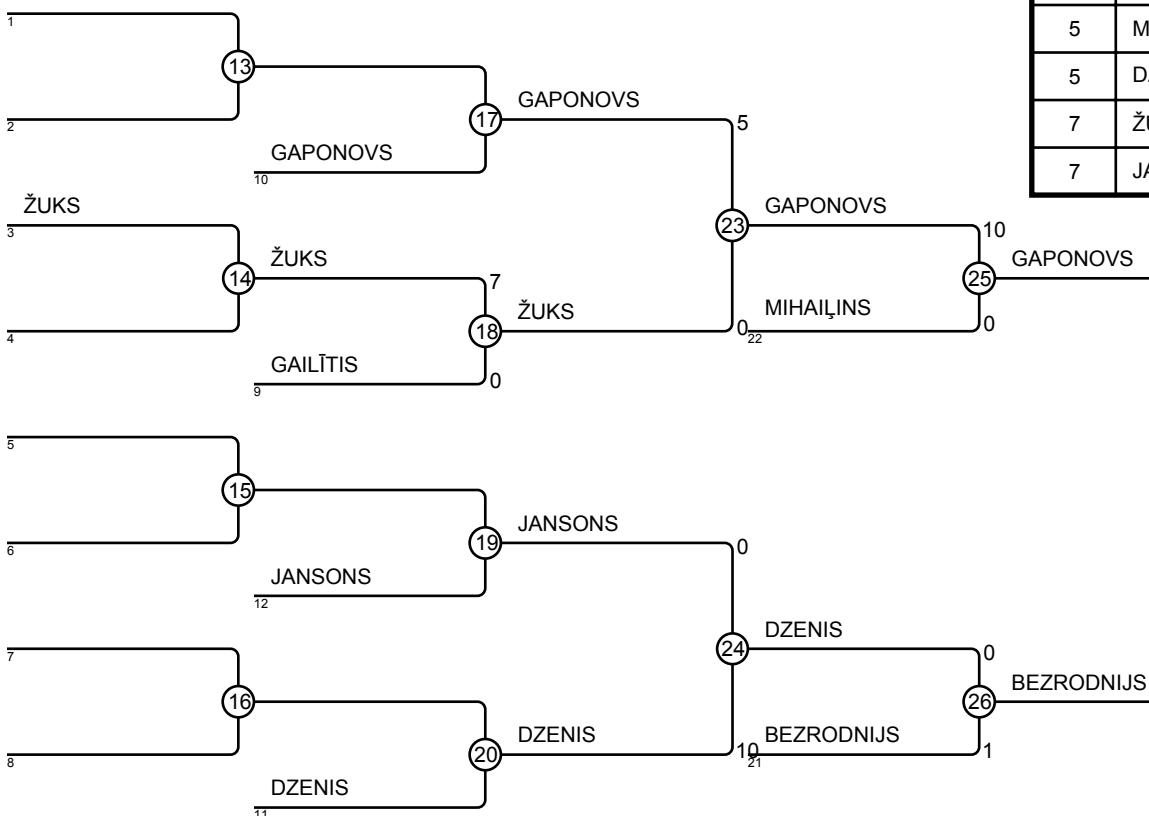 1
5 M
13
5 D
GAPONOVS
17 5
2
7 ŽU
GAPONOVS
10
7 JA
ŽUKS GAPONOVS
3 23 10
ŽUKS GAPONOVS
14 7 25
ŽUKS MIHAIĻINS
4 18 0 22 0
GAILĪTIS
9 0
5
15
JANSONS
6 19 0
JANSONS
12
DZENIS
7 24 0
BEZRODNIJS
16 26
DZENIS BEZRODNIJS
8 20 10 21 1
DZENIS
11